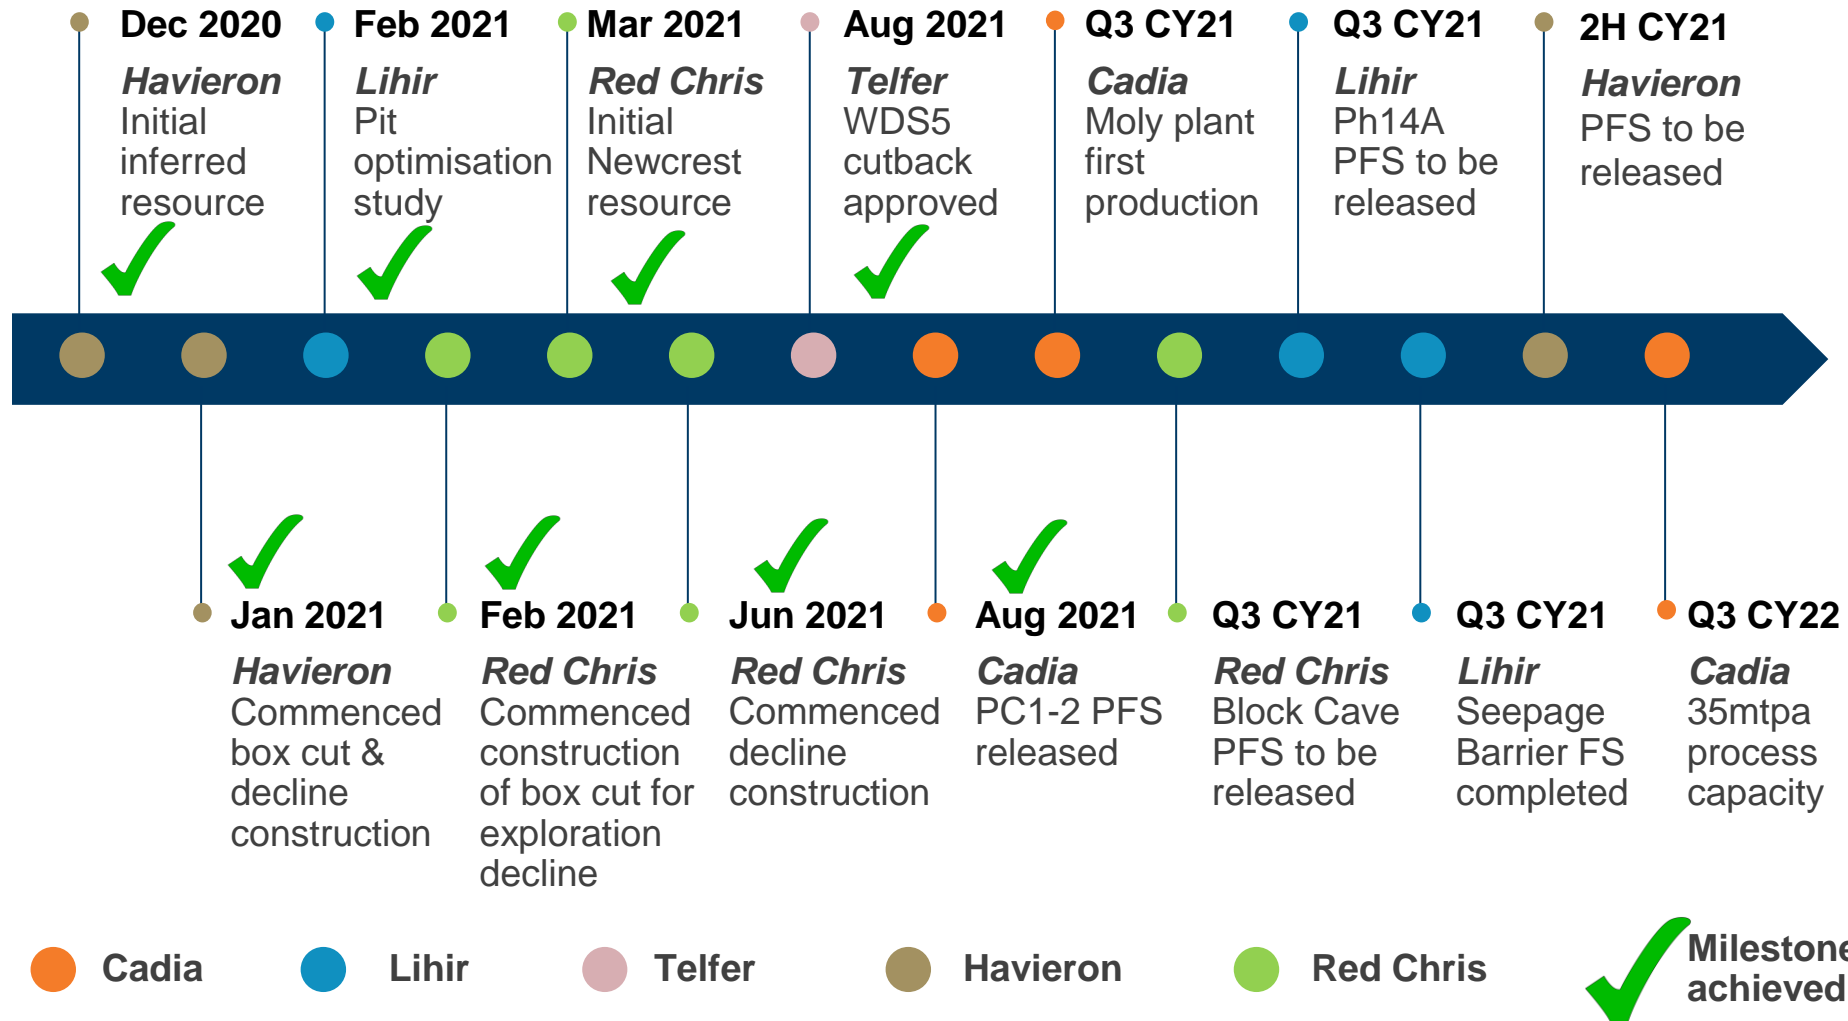 Dec 2020
Havieron
Initial
inferred
resource
Feb 2021
Lihir
Pit
optimisation
study
Mar 2021
Red Chris
Initial
Newcrest
resource
Aug 2021
Telfer
WDS5
cutback
approved
Q3 CY21
Cadia
Moly plant
first
production
Q3 CY21
Lihir
Ph14A
PFS to be
released
2H CY21
Havieron
PFS to be
released
Jan 2021
Havieron
Commenced
box cut &
decline
construction
Feb 2021
Red Chris
Commenced
construction
of box cut for
exploration
decline
Jun 2021
Red Chris
Commenced
decline
construction
Aug 2021
Cadia
PC1-2 PFS
released
Q3 CY21
Red Chris
Block Cave
PFS to be
released
Q3 CY21
Lihir
Seepage
Barrier FS
completed
Q3 CY22
Cadia
35mtpa
process
capacity
Cadia
Lihir
Telfer
Havieron
Red Chris
Milestone
achieved